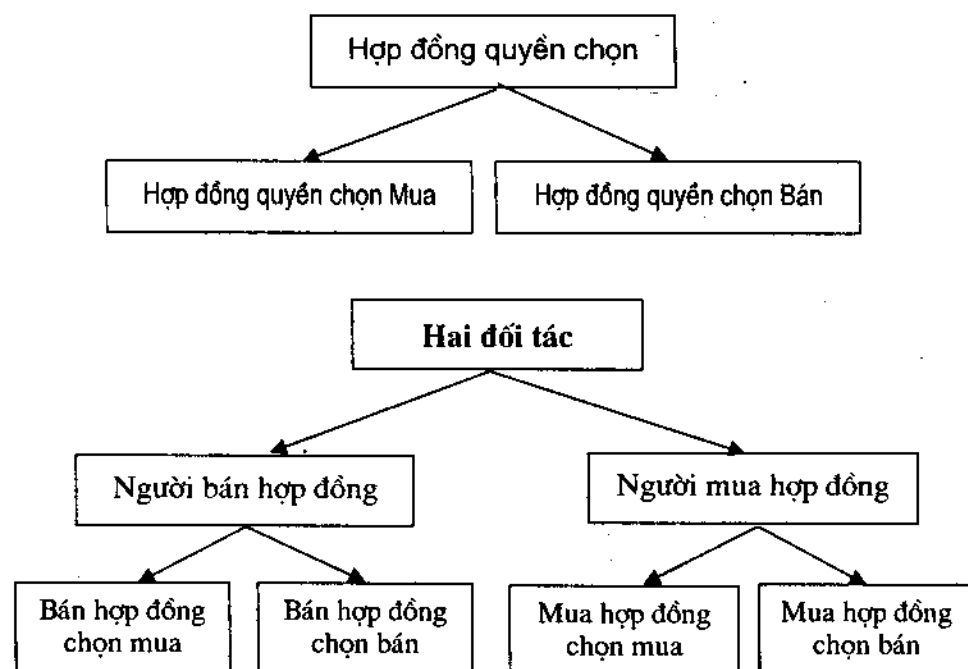 Hợp đồng quyền chọn
Hợp đồng quyền chọn Mua
Hợp đồng quyền chọn Bán
Hai đối tác
Người bán hợp đồng
Người mua hợp đồng
Bán hợp đồng
chọn mua
Bán hợp đồng
chọn bán
Mua hợp đồng
chọn mua
Mua hợp đồng
chọn bán